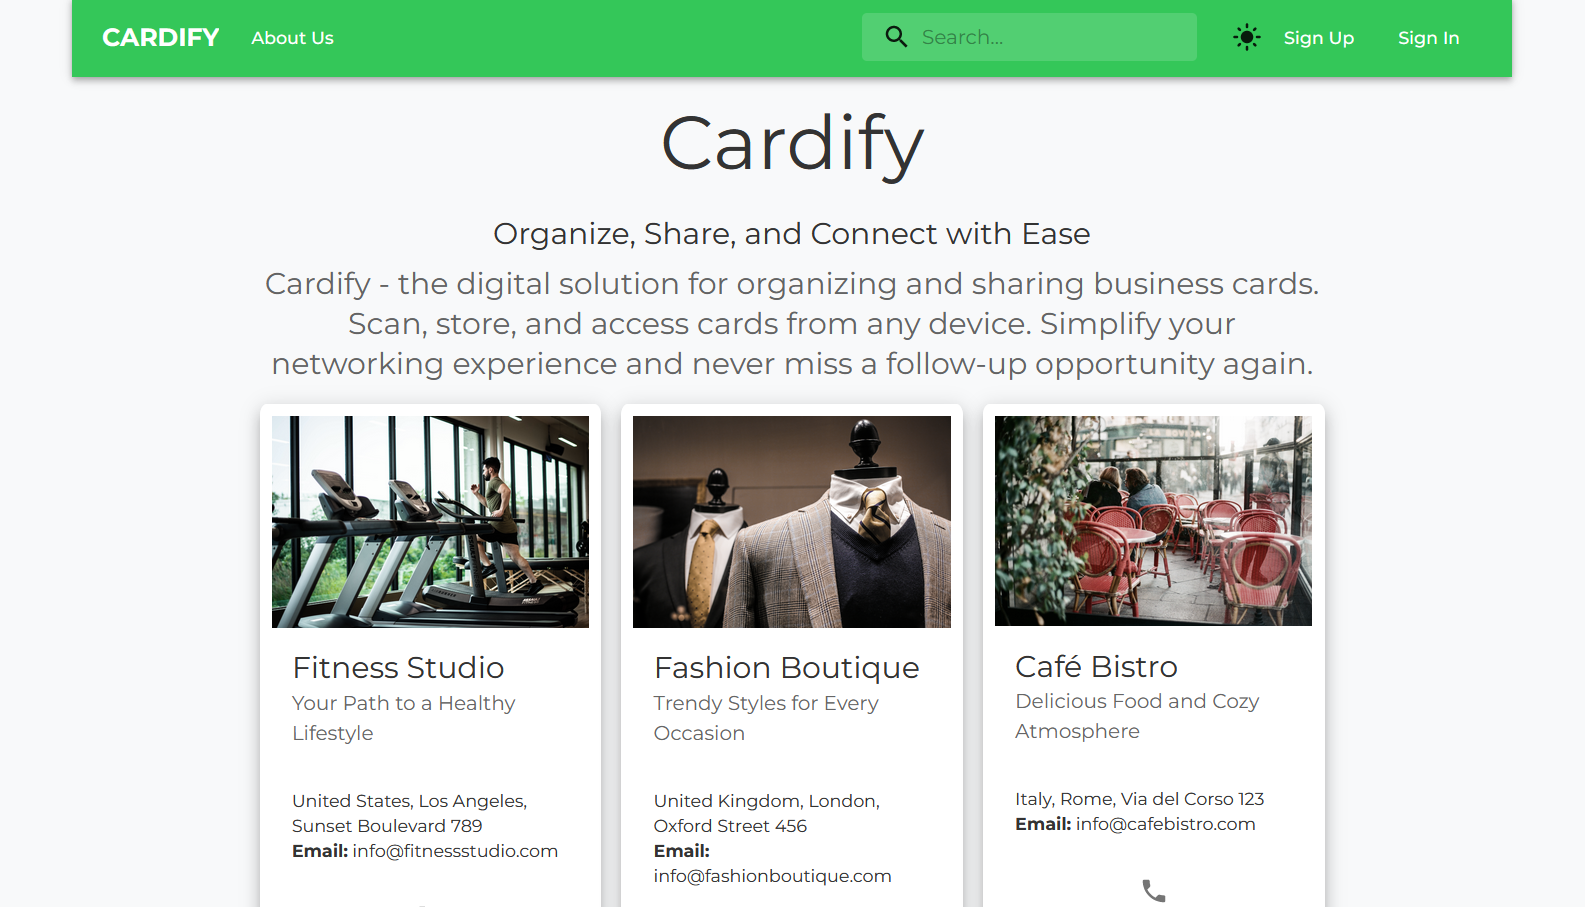 CARDIFY About Us Search... Sign Up Sign In
Cardify
Organize, Share, and Connect with Ease
Cardify - the digital solution for organizing and sharing business cards.
Scan, store, and access cards from any device. Simplify your
networking experience and never miss a follow-up opportunity again.
Fitness Studio
Your Path to a Healthy
Lifestyle
United States, Los Angeles,
Sunset Boulevard 789
Email: info@fitnessstudio.com
Fashion Boutique
Trendy Styles for Every
Occasion
United Kingdom, London,
Oxford Street 456
Email:
info@fashionboutique.com
Café Bistro
Delicious Food and Cozy
Atmosphere
Italy, Rome, Via del Corso 123
Email: info@cafebistro.com